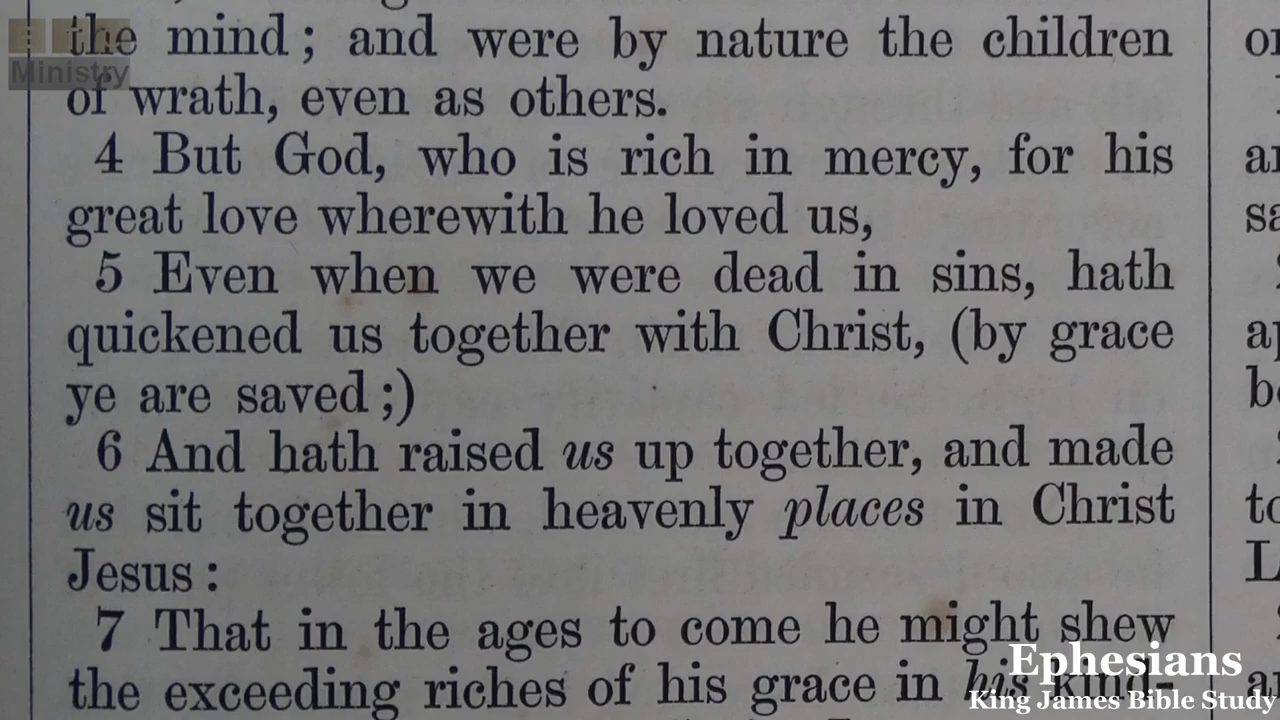 the mind; and were by nature the children
of wrath, even as others.
4 But God, who is rich in mercy, for his
great love wherewith he loved us,
5 Even when we were dead in sins, hath
quickened us together with Christ, (by grace
ye are saved;)
6 And hath raised us up together, and made
us sit together in heavenly places in Christ
Jesus:
7 That in the ages to come he might shew
the exceeding riches of his grace in his kind-
Ministry
Ephesians
King James Bible Study